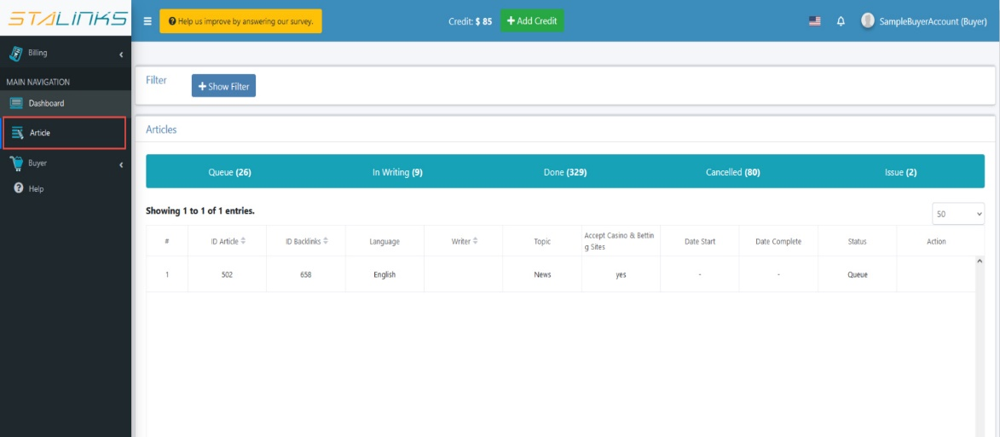 STALINKS
Help us improve by answering our survey.
Credit: $ 85
Add Credit
SampleBuyerAccount (Buyer)
Billing
MAIN NAVIGATION
Dashboard
Article
Buyer
Help
Filter
Show Filter
Articles
Queue (26) In Writing (9) Done (329) Cancelled (80) Issue (2)
Showing 1 to 1 of 1 entries.
50
# ID Article ID Backlinks Language Writer Topic Accept Casino & Bettin
g Sites Date Start Date Complete Status Action
1 502 658 English News yes - - Queue